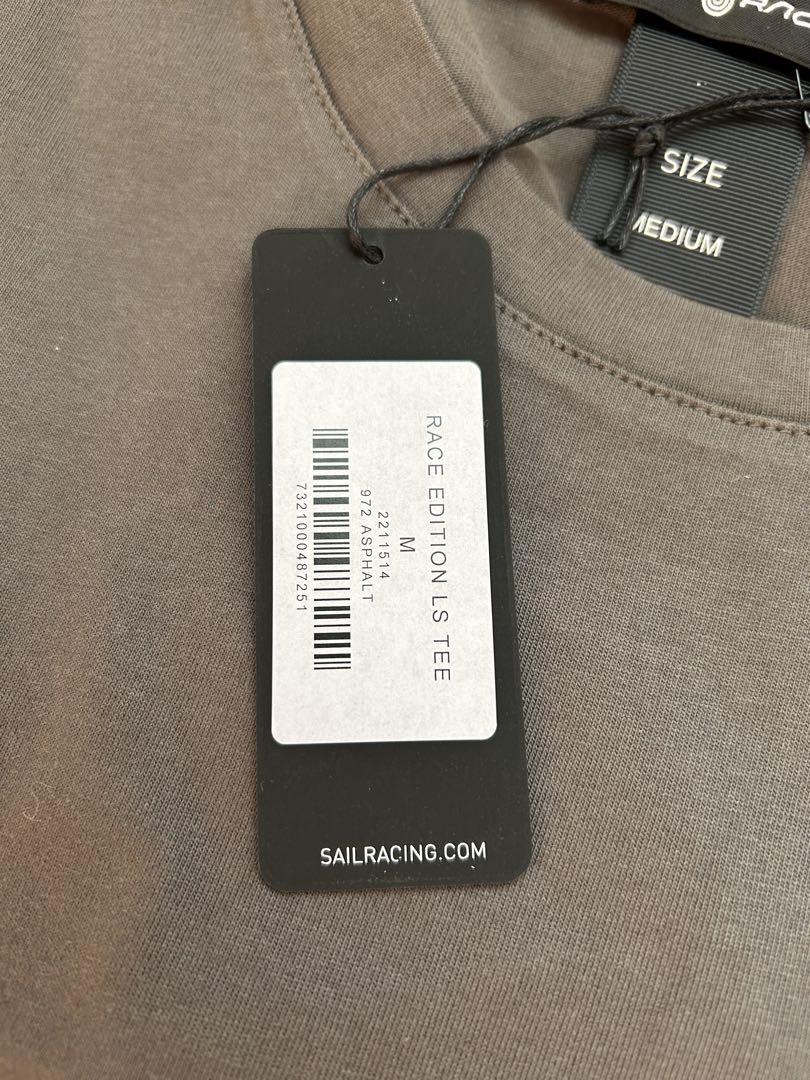 SIZE
MEDIUM
RACE EDITION LS TEE
M
2211514
972 ASPHALT
7321000487251
SAILRACING.COM